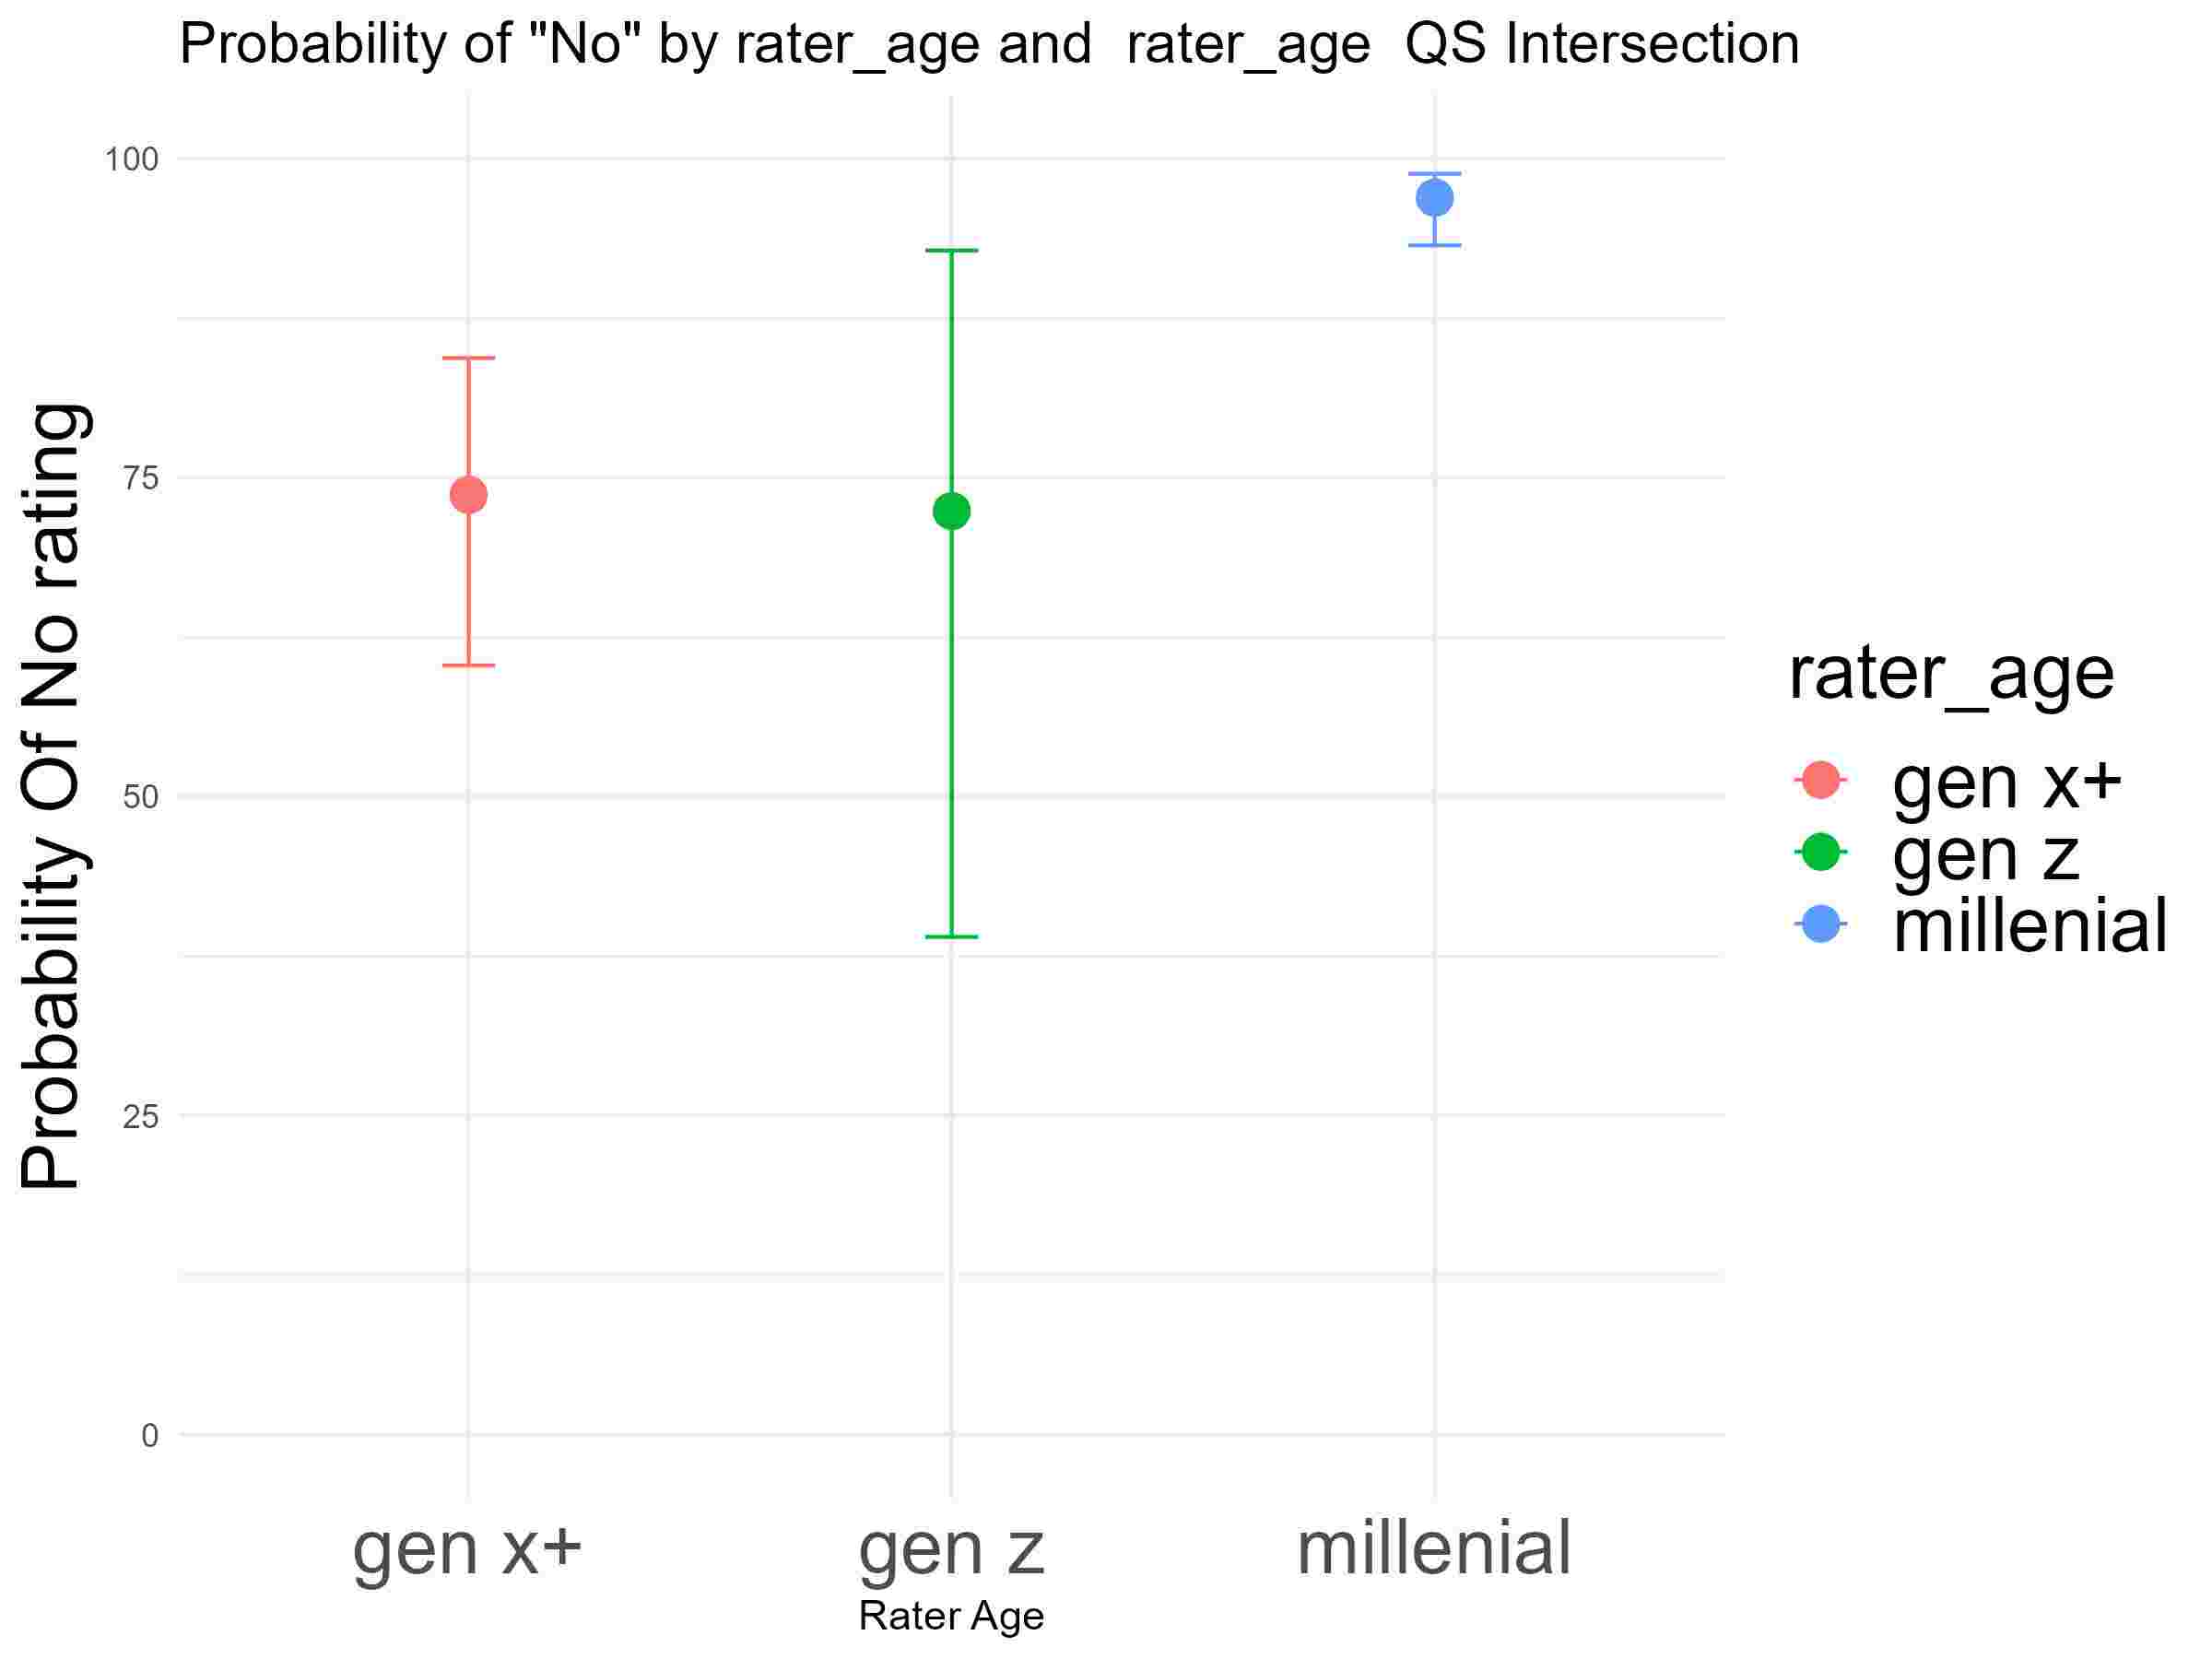 Probability of "No" by rater_age and  rater_age  QS Intersection
Probability Of No rating
100
75
50
25
0
gen x+
gen z
millenial
Rater Age
rater_age
gen x+
gen z
millenial